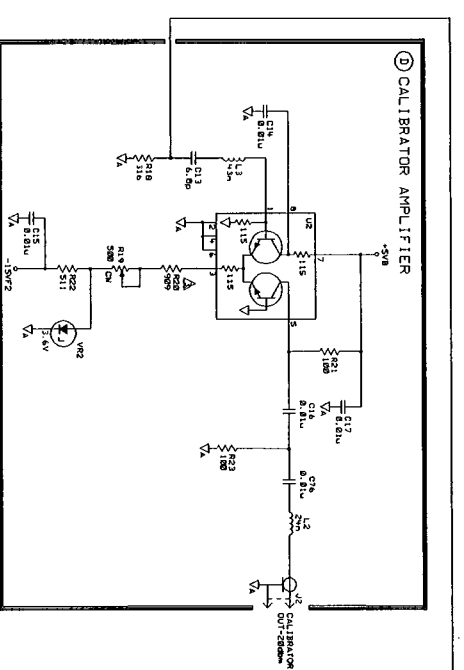 D CALIBRATOR AMPLIFIER
+5VB
C14
0.01u
U2
8
7
115
1
115
2
4
6
3
5
115
L3
43n
C13
6.8p
R18
316
R21
100
C17
0.01u
C16
0.01u
C76
0.01u
L2
24n
R23
100
J2
CALIBRATOR
OUT-20dBm
R20
909
R19
500
CW
R22
511
C15
0.01u
-15VF2
VR2
3.6V
A
A
A
A
A
A
A
A